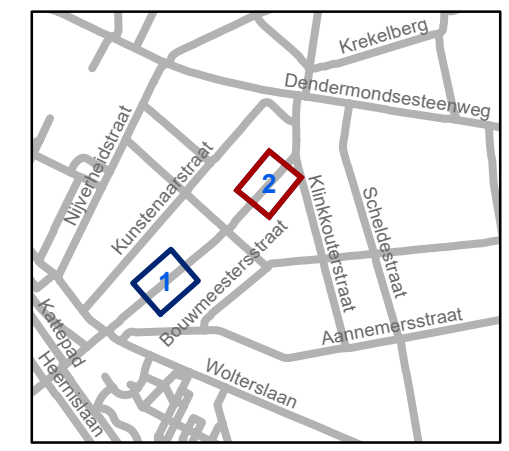 Krekelberg
Dendermondsesteenweg
Nijverheidstraat
Kunstenaarstraat
2
Klinkkouterstraat
Scheldestraat
1
Bouwmeestersstraat
Kattepad
Aannemersstraat
Heernislaan
Wolterslaan